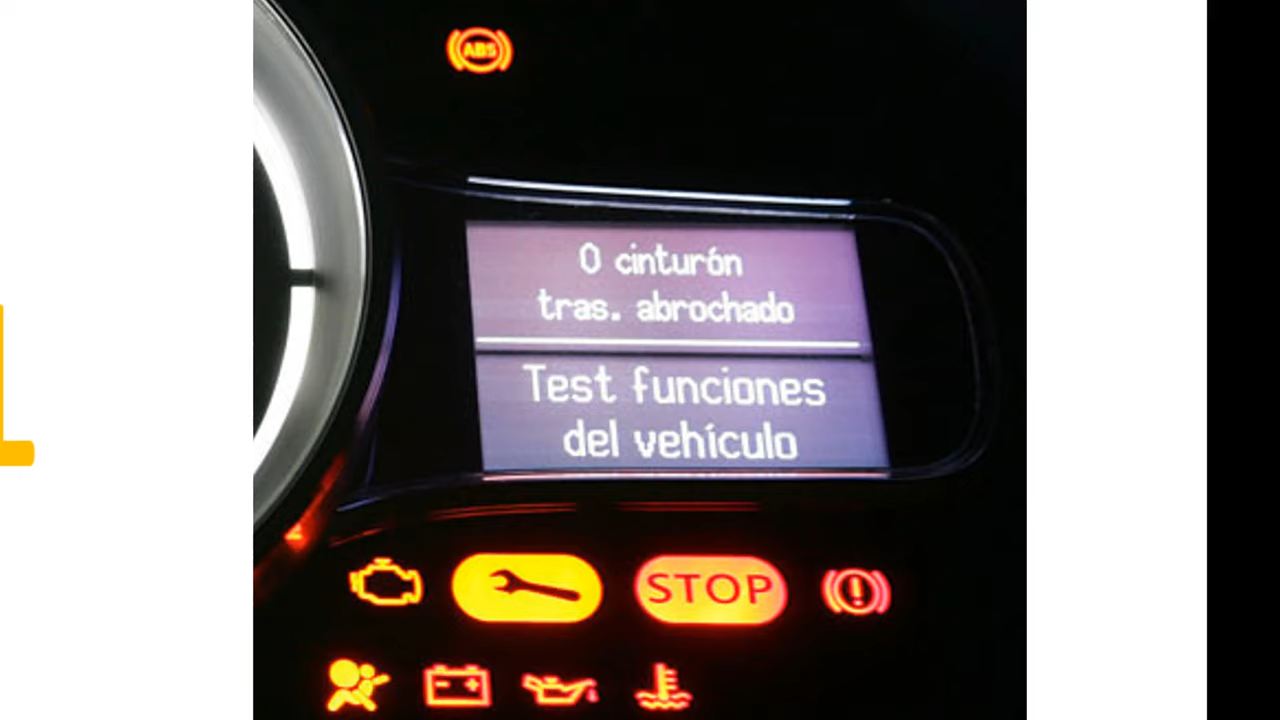 ABS
0 cinturón
tras. abrochado
Test funciones
del vehículo
STOP